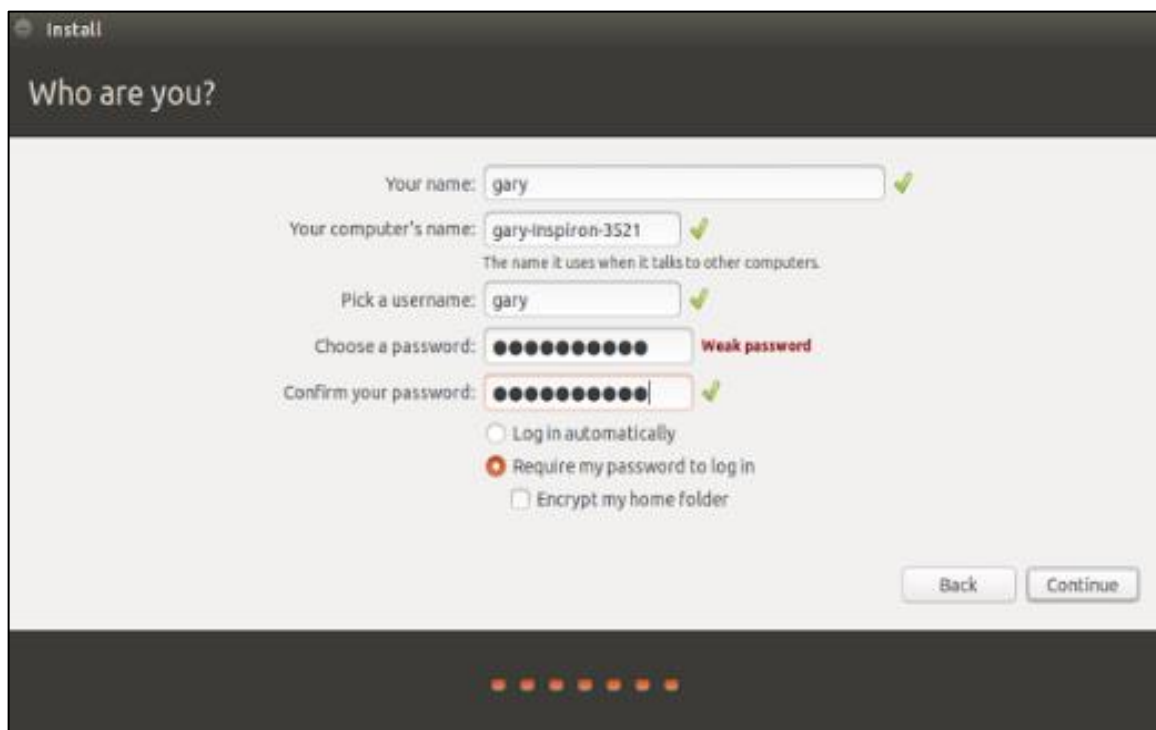 Install
Who are you?
Your name: gary
Your computer's name: gary-Inspiron-3521
The name it uses when it talks to other computers.
Pick a username: gary
Choose a password: ●●●●●●●●●● Weak password
Confirm your password: ●●●●●●●●●●
Log in automatically
Require my password to log in
Encrypt my home folder
Back Continue